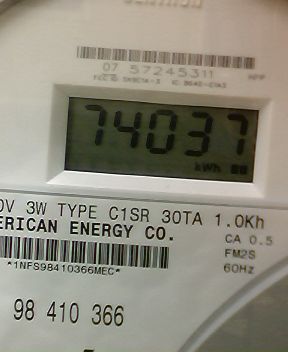 07 57245311
74037
kWh
0V 3W TYPE C1SR 30TA 1.0Kh
ERICAN ENERGY CO.
CA 0.5
FM2S
60Hz
*1NFS98410366MEC*
98 410 366